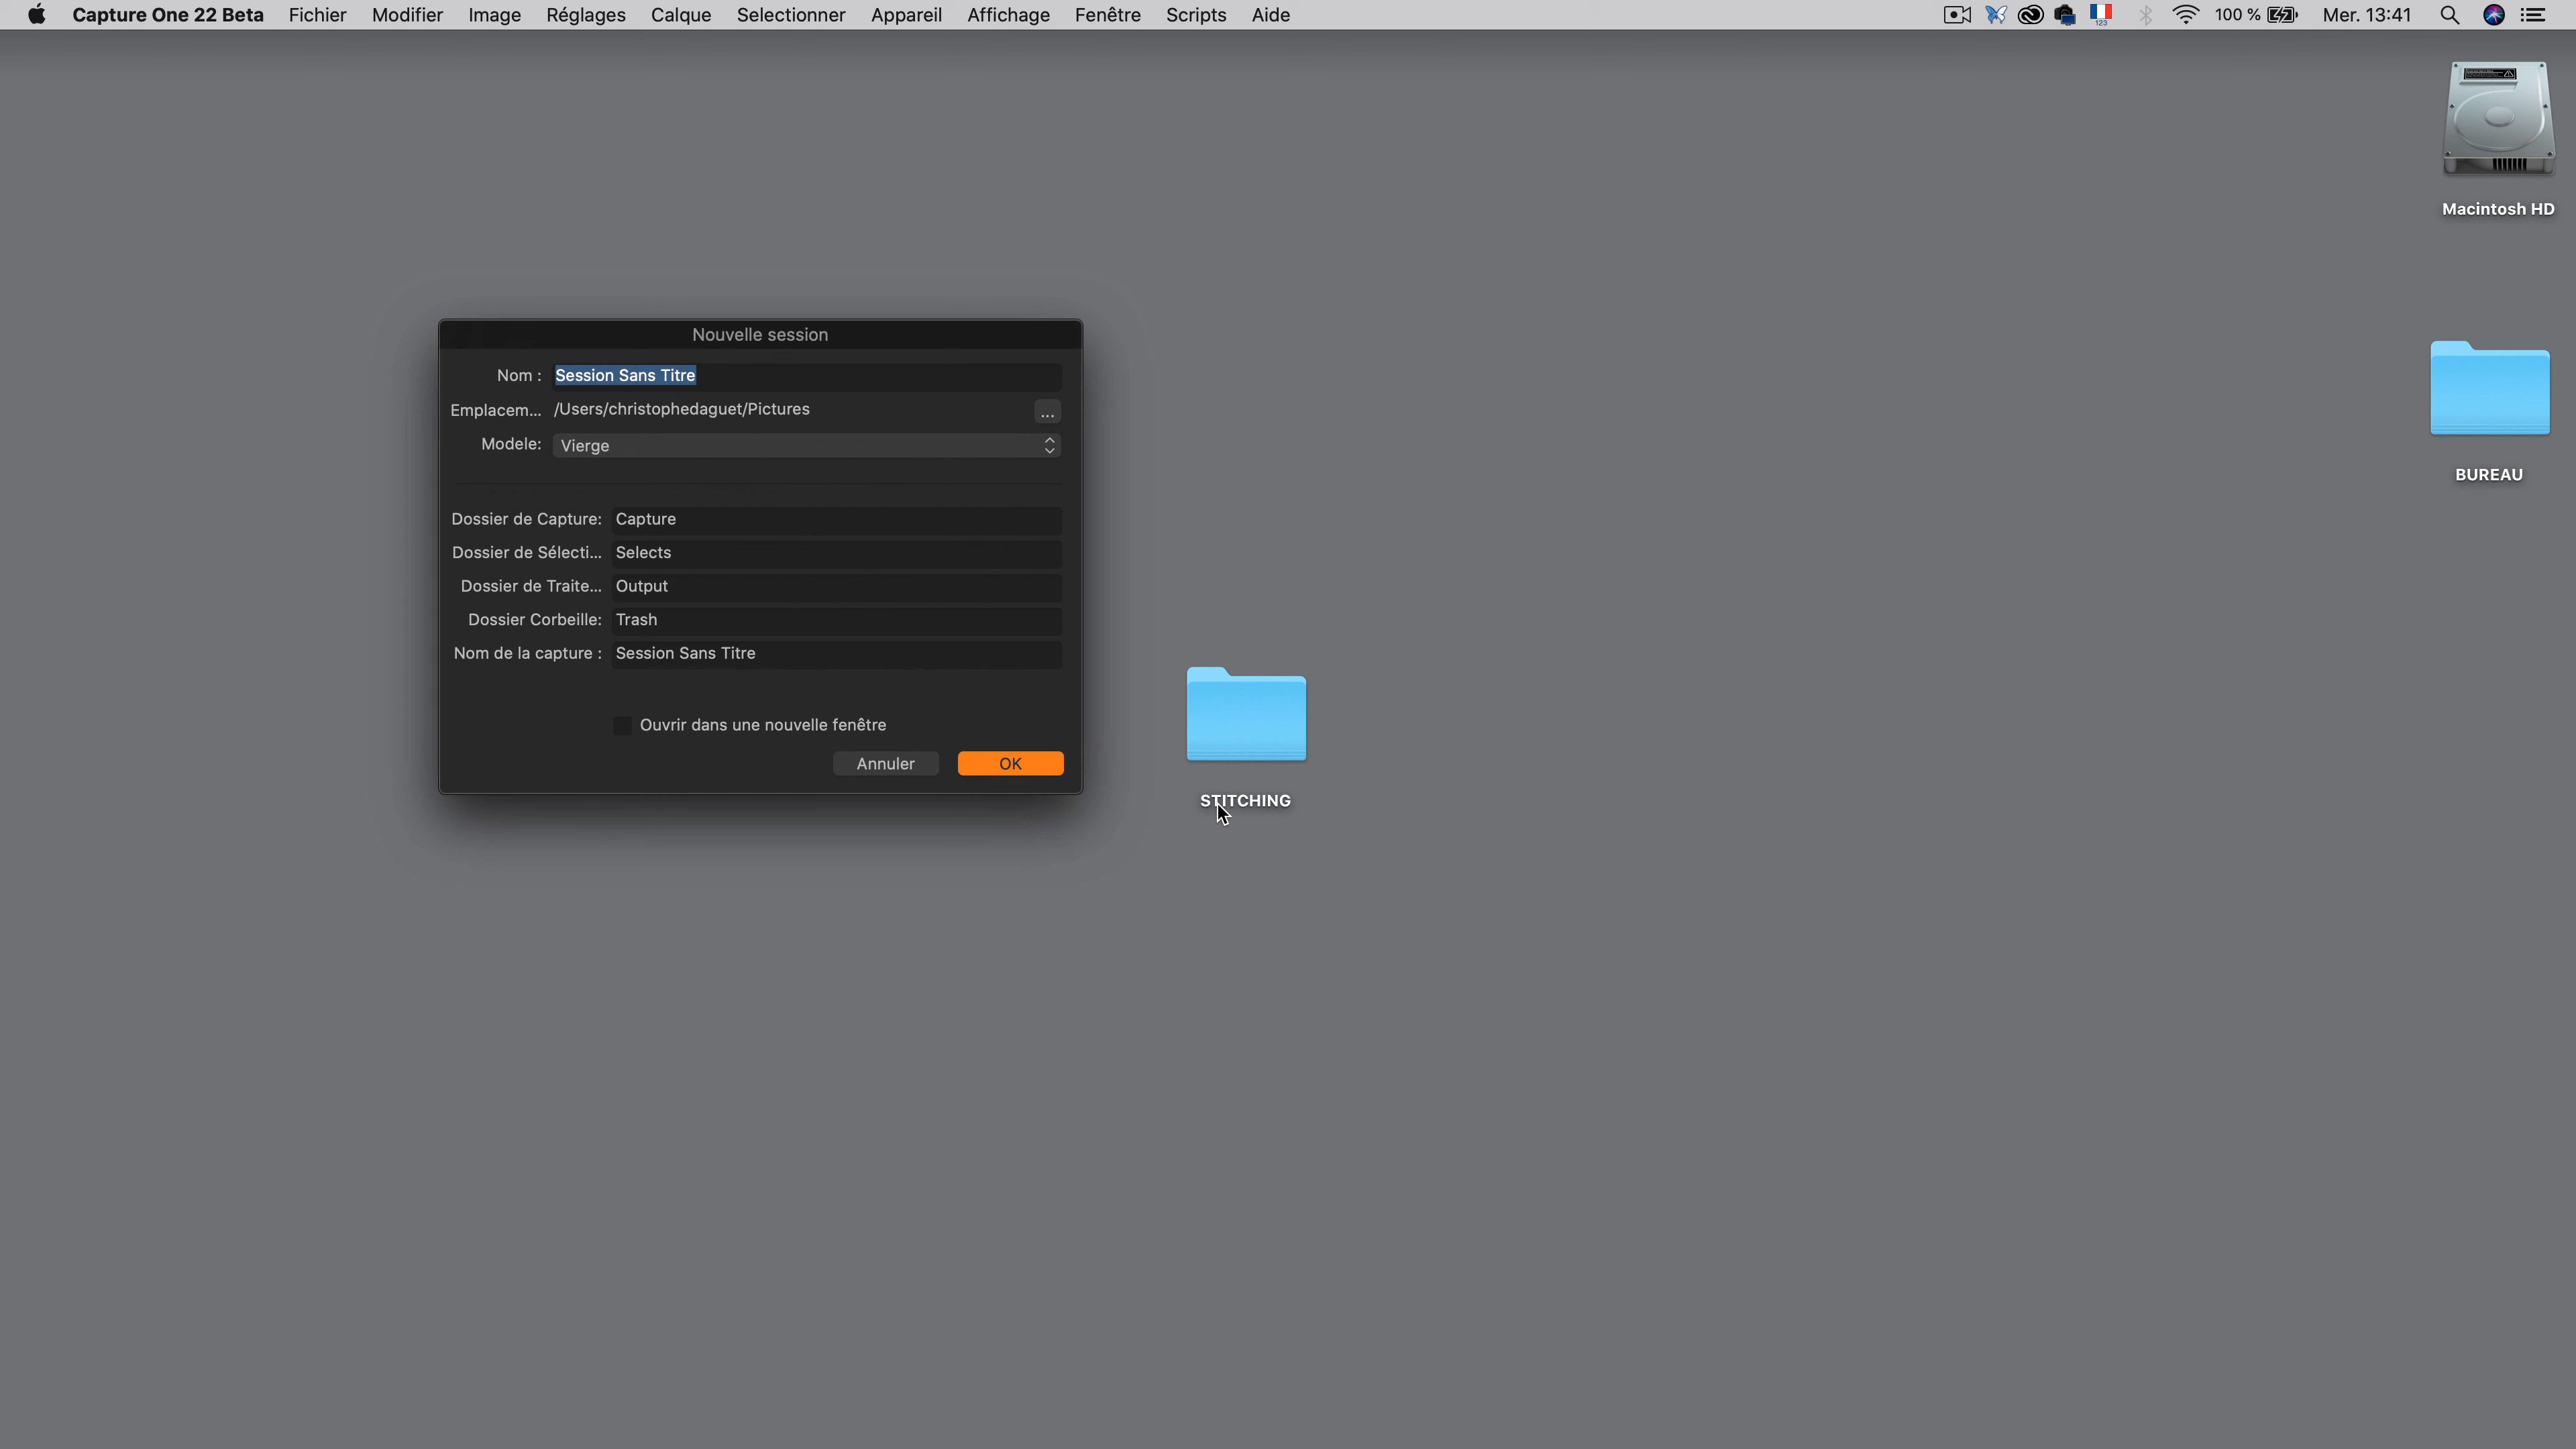 Capture One 22 Beta Fichier Modifier Image Réglages Calque Selectionner Appareil Affichage Fenêtre Scripts Aide 123 100 % Mer. 13:41
Macintosh HD
Nouvelle session
Nom : Session Sans Titre
Emplacem... /Users/christophedaguet/Pictures ...
Modele: Vierge
BUREAU
Dossier de Capture: Capture
Dossier de Sélecti... Selects
Dossier de Traite... Output
Dossier Corbeille: Trash
Nom de la capture : Session Sans Titre
Ouvrir dans une nouvelle fenêtre
Annuler OK
STITCHING